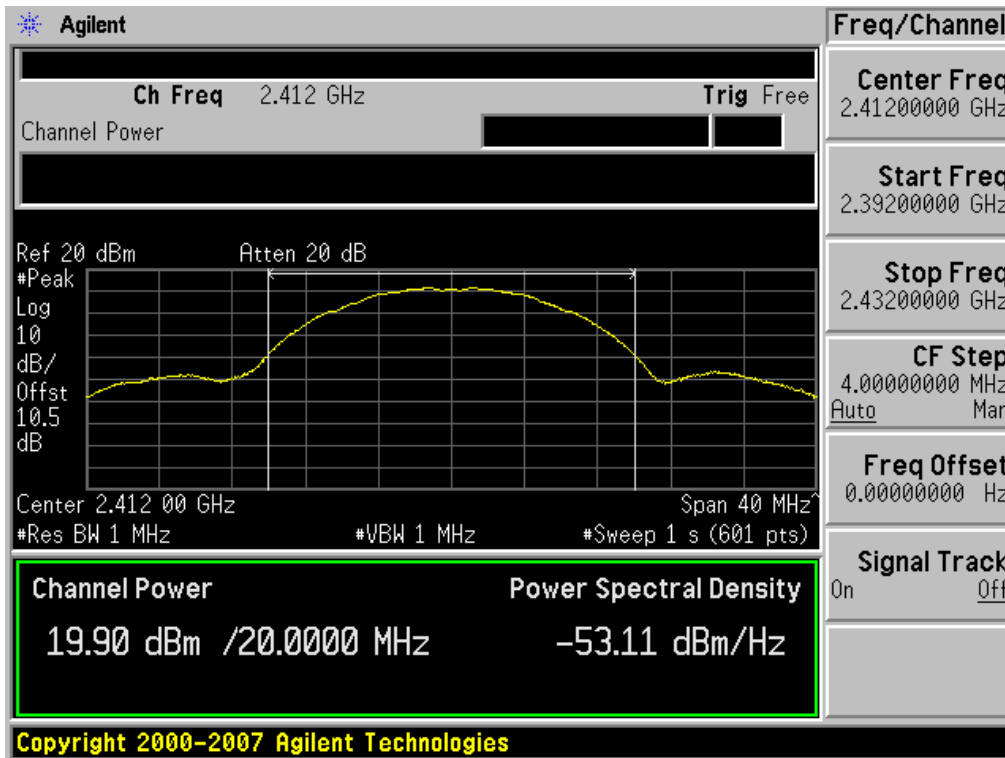 Agilent
Freq/Channel
Ch Freq 2.412 GHz Trig Free
Channel Power
Center Freq
2.41200000 GHz
Start Freq
2.39200000 GHz
Stop Freq
2.43200000 GHz
CF Step
4.00000000 MHz
Auto Man
Freq Offset
0.00000000 Hz
Signal Track
On Off
Ref 20 dBm Atten 20 dB
#Peak
Log
10
dB/
Offst
10.5
dB
Center 2.412 00 GHz Span 40 MHz^
#Res BW 1 MHz #VBW 1 MHz #Sweep 1 s (601 pts)
Channel Power Power Spectral Density
19.90 dBm /20.0000 MHz -53.11 dBm/Hz
Copyright 2000-2007 Agilent Technologies